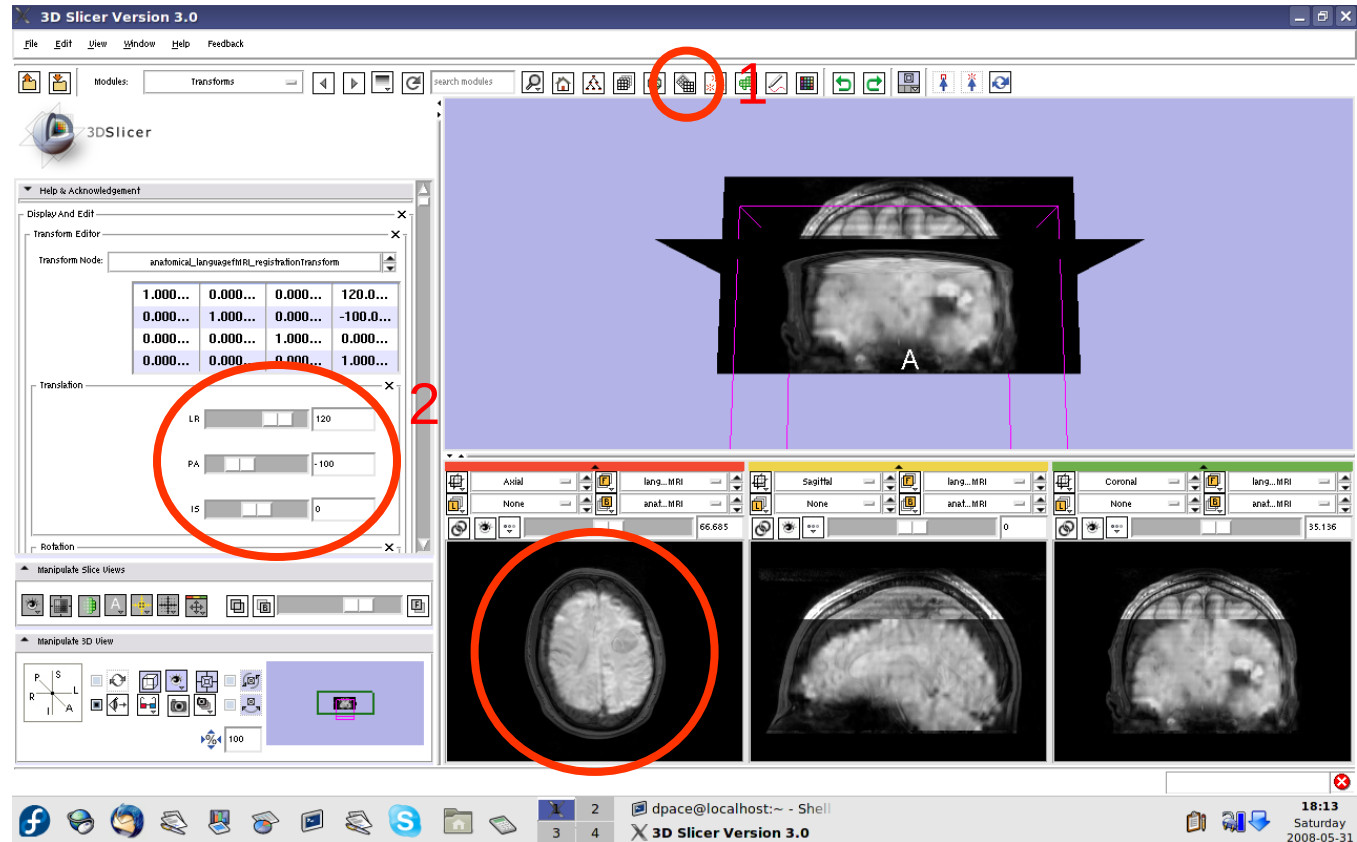 3D Slicer Version 3.0
File Edit View Window Help Feedback
Modules: Transforms search modules
1
3DSlicer
Help & Acknowledgement
Display And Edit
Transform Editor
Transform Node: anatomical_languagefMRI_registrationTransform
1.000... 0.000... 0.000... 120.0...
0.000... 1.000... 0.000... -100.0...
0.000... 0.000... 1.000... 0.000...
0.000... 0.000... 0.000... 1.000...
Translation
2
LR 120
PA -100
IS 0
Rotation
A
Axial lang...MRI
None anat...MRI
66.685
Sagittal lang...MRI
None anat...MRI
0
Coronal lang...MRI
None anat...MRI
35.136
Manipulate Slice Views
A B F
Manipulate 3D View
P S
R L
I A
% 100
1 2
3 4
dpace@localhost:~ - Shell
3D Slicer Version 3.0
18:13
Saturday
2008-05-31